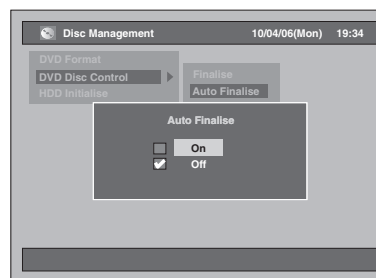 Disc Management 10/04/06(Mon) 19:34
DVD Format
DVD Disc Control
Finalise
HDD Initialise
Auto Finalise
Auto Finalise
On
Off